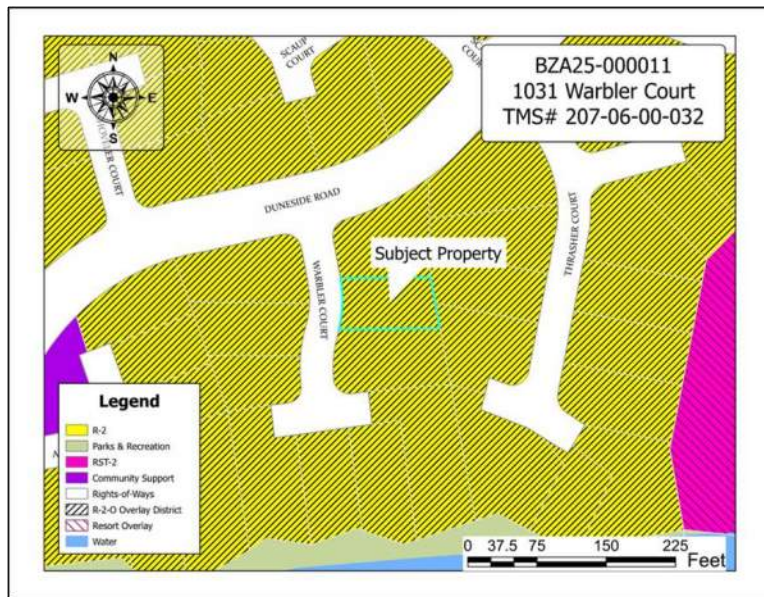 N
W E
S
SCAUP
COURT
BZA25-000011
1031 Warbler Court
TMS# 207-06-00-032
COURT
DUNESIDE ROAD
Subject Property
WARBLER COURT
THRASHER COURT
Legend
R-2
Parks & Recreation
RST-2
Community Support
Rights-of-Ways
R-2-O Overlay District
Resort Overlay
Water
0 37.5 75 150 225
Feet